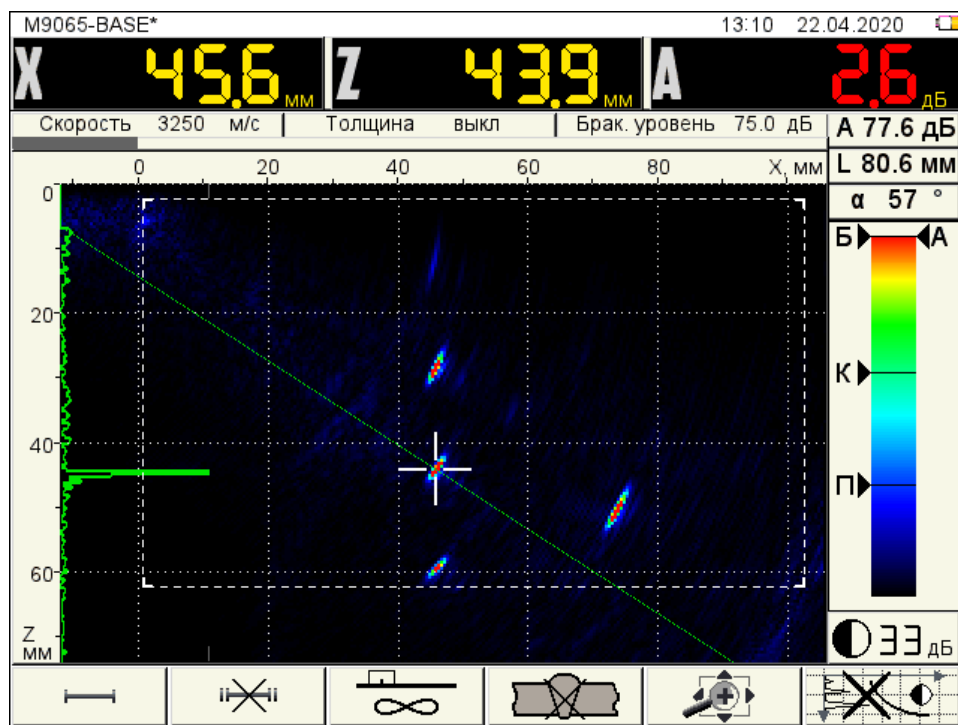 M9065-BASE* 13:10 22.04.2020
X 45.6 мм Z 43.9 мм A 2.6 дБ
Скорость 3250 м/с Толщина выкл Брак. уровень 75.0 дБ
A 77.6 дБ
L 80.6 мм
α 57 °
0 20 40 60 80 X, мм
0
20
40
60
Z
мм
Б А
К
П
33 дБ